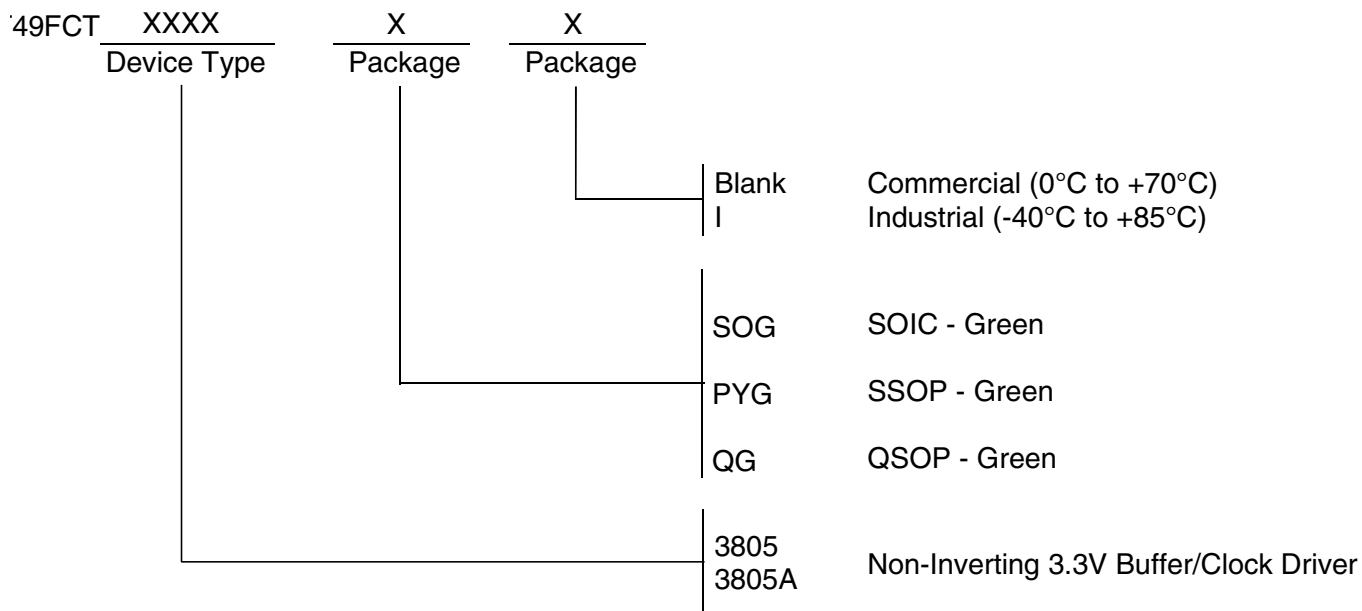 49FCT XXXX X X
Device Type Package Package
Blank Commercial (0°C to +70°C)
I Industrial (-40°C to +85°C)
SOG SOIC - Green
PYG SSOP - Green
QG QSOP - Green
3805
3805A
Non-Inverting 3.3V Buffer/Clock Driver